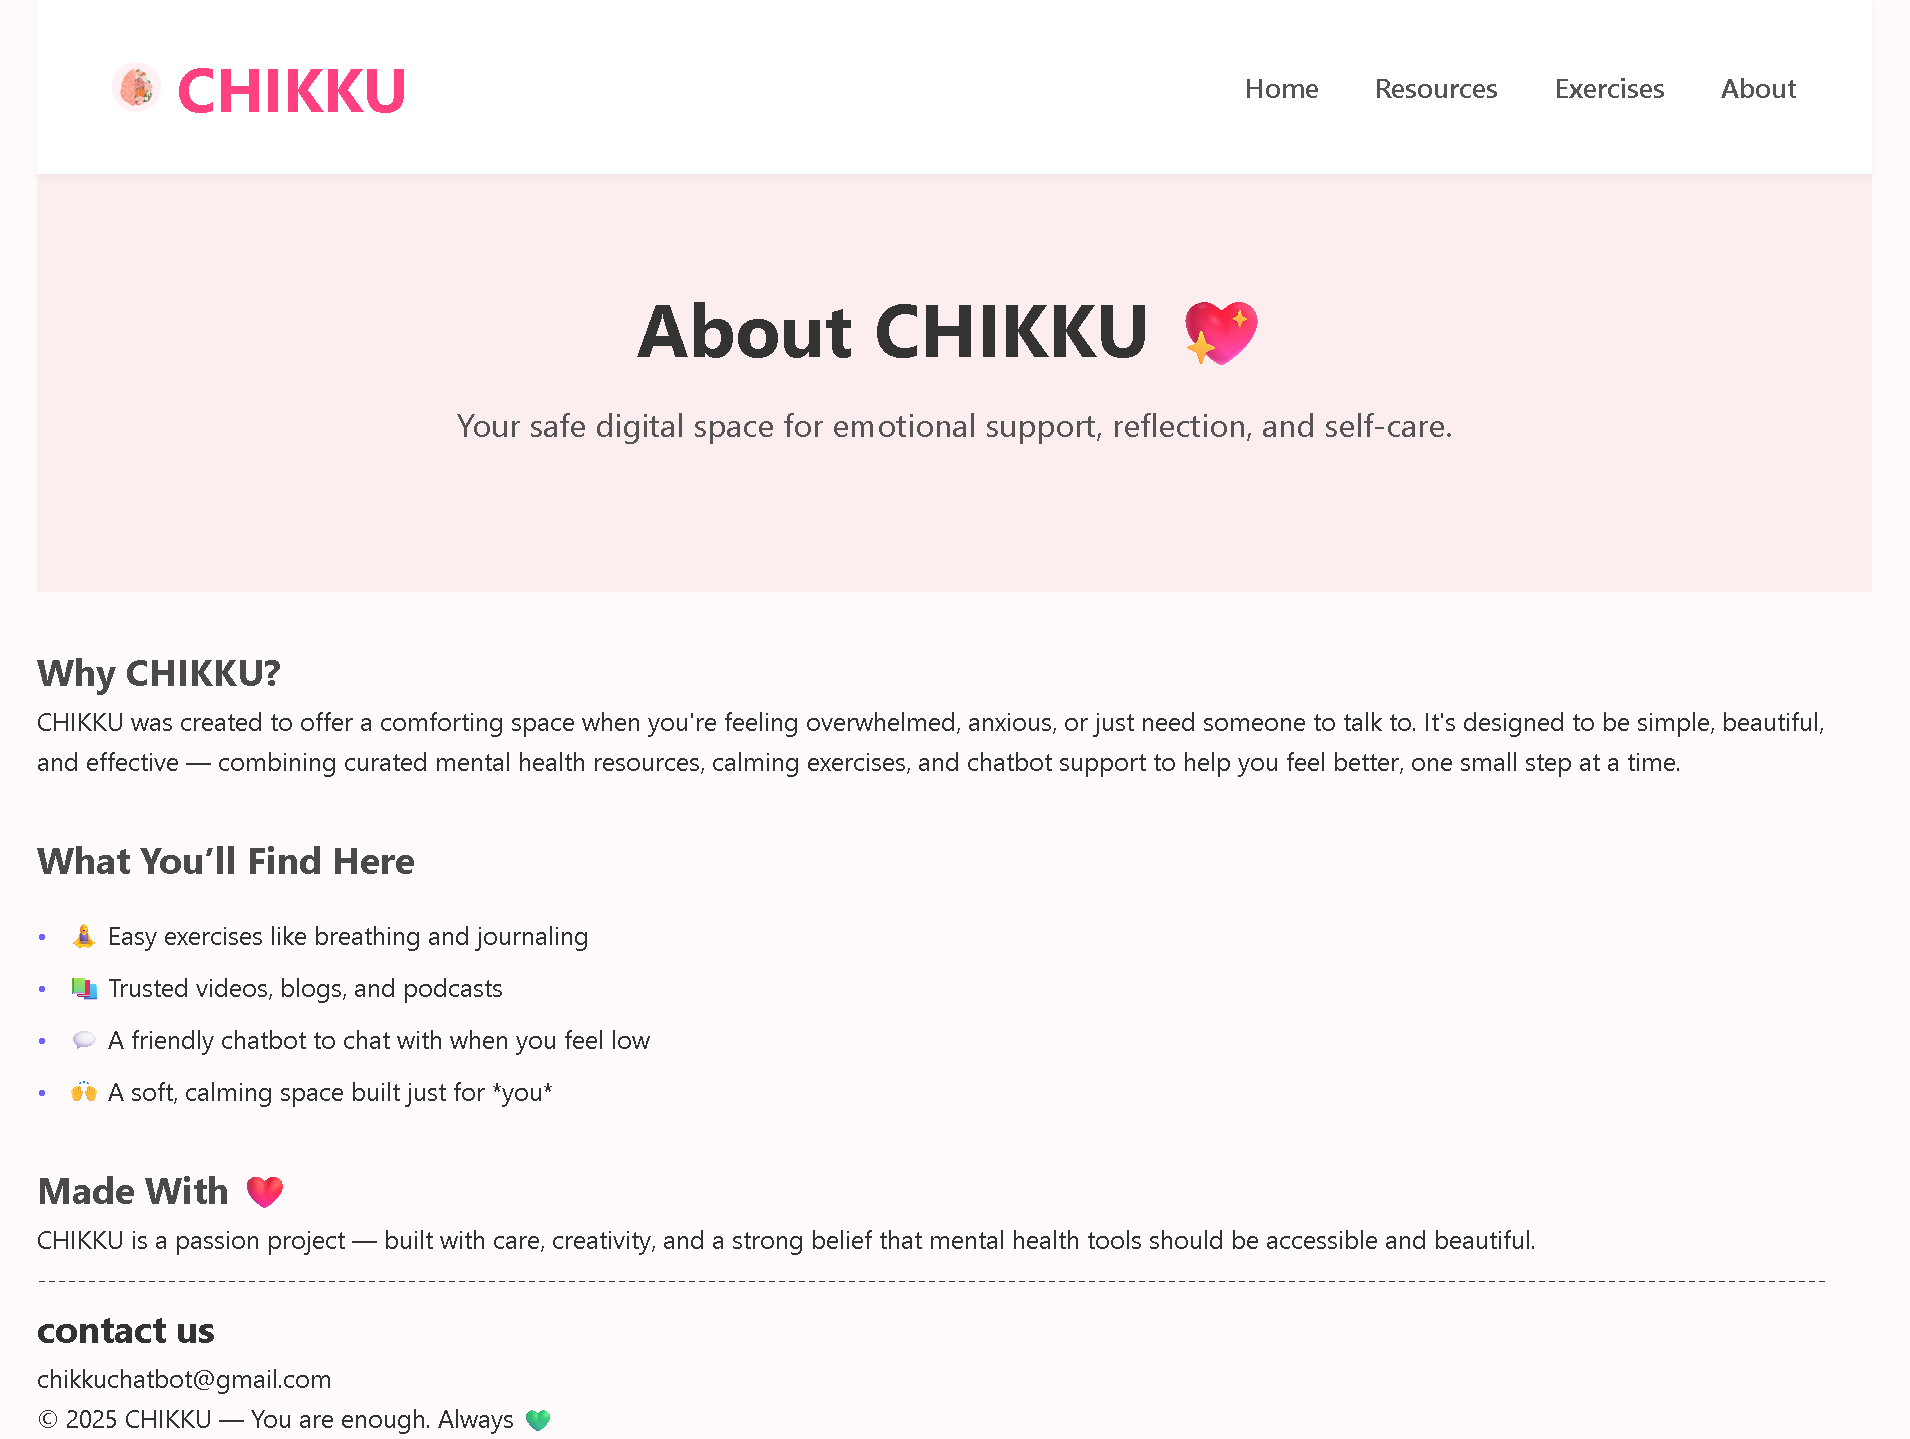 CHIKKU
Home Resources Exercises About
About CHIKKU 💖
Your safe digital space for emotional support, reflection, and self-care.
Why CHIKKU?
CHIKKU was created to offer a comforting space when you're feeling overwhelmed, anxious, or just need someone to talk to. It's designed to be simple, beautiful,
and effective — combining curated mental health resources, calming exercises, and chatbot support to help you feel better, one small step at a time.
What You’ll Find Here
• 🧘 Easy exercises like breathing and journaling
• 📚 Trusted videos, blogs, and podcasts
• 💬 A friendly chatbot to chat with when you feel low
• 🙌 A soft, calming space built just for *you*
Made With ❤️
CHIKKU is a passion project — built with care, creativity, and a strong belief that mental health tools should be accessible and beautiful.
contact us
chikkuchatbot@gmail.com
© 2025 CHIKKU — You are enough. Always 💚